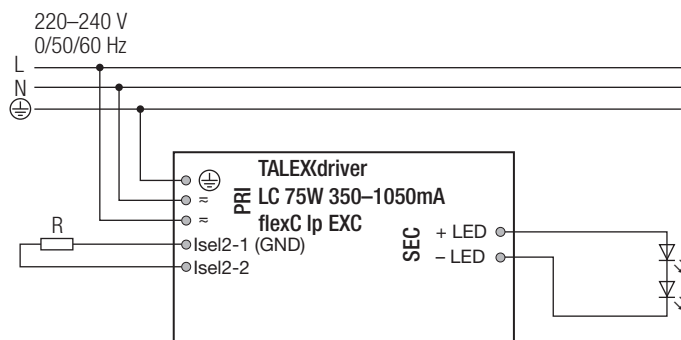 220–240 V
0/50/60 Hz
L
N
TALEXXdriver
PRI
≈ LC 75W 350–1050mA
≈ flexC lp EXC
R
Isel2-1 (GND)
Isel2-2
SEC
+ LED
– LED